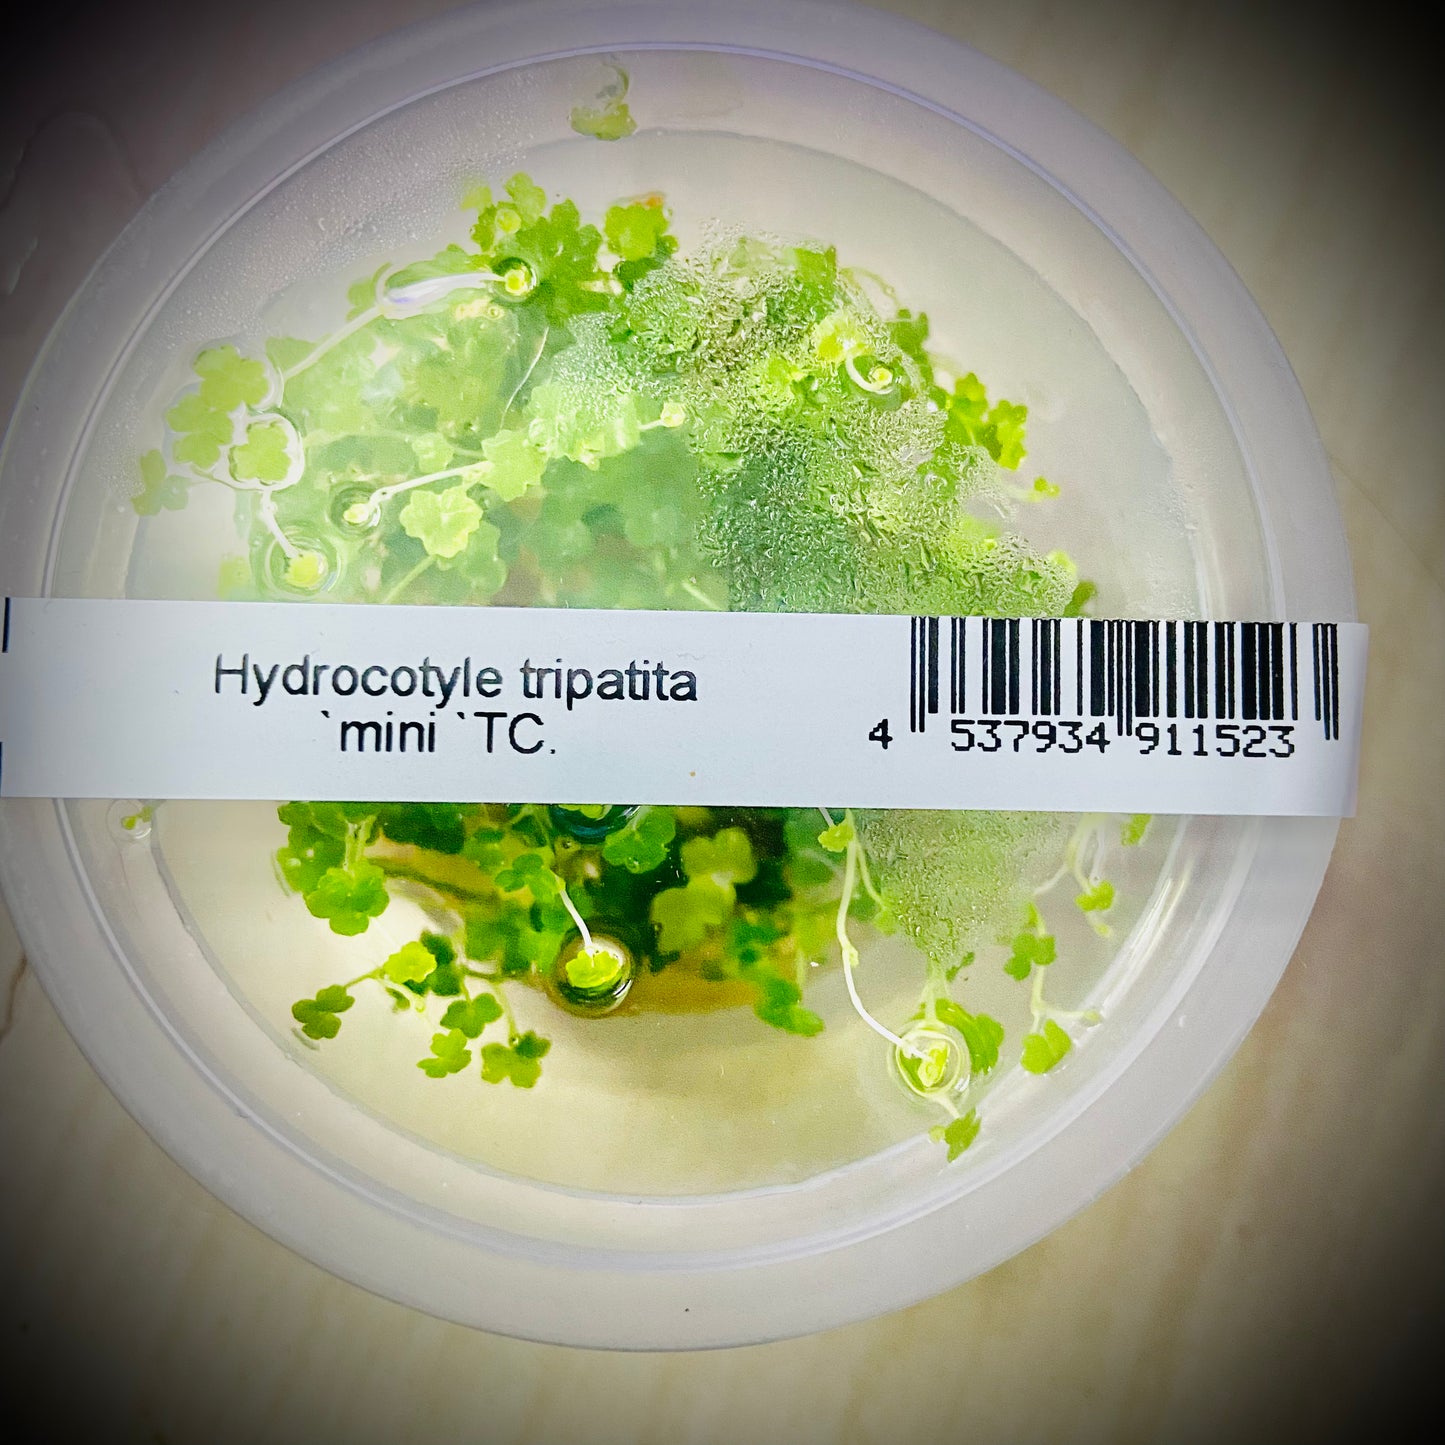 Hydrocotyle tripatita
`mini `TC.
4 537934 911523